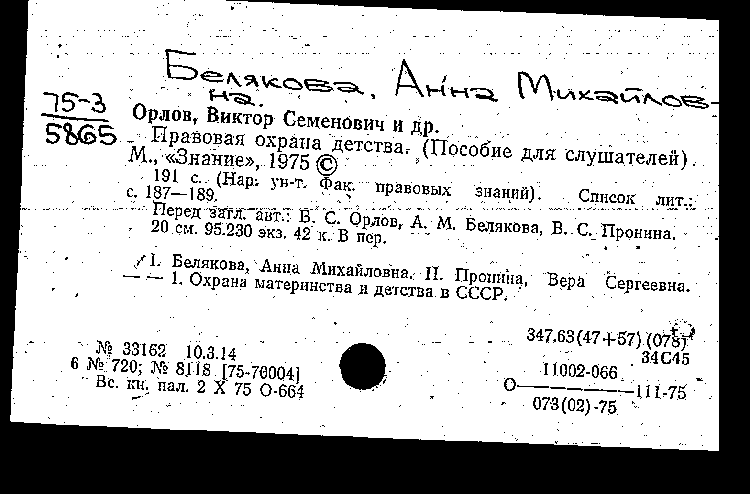 Белякова, Анна Михайлов-
на.
75-3
5865
Орлов, Виктор Семенович и др.
Правовая охрана детства. (Пособие для слушателей).
М., «Знание», 1975 ©
191 с. (Нар. ун-т. Фак. правовых знаний). Список лит.:
с. 187—189.
Перед загл. авт.: В. С. Орлов, А. М. Белякова, В. С. Пронина.
20 см. 95.230 экз. 42 к. В пер.
I. Белякова, Анна Михайловна. II. Пронина, Вера Сергеевна.
— — 1. Охрана материнства и детства в СССР.
347.63(47+57)(078)
34С45
№ 33162 10.3.14
6 № 720; № 8118 [75-76004]
Вс. кн. пал. 2 X 75 О-664
11002-066
О—————111-75
073(02)-75